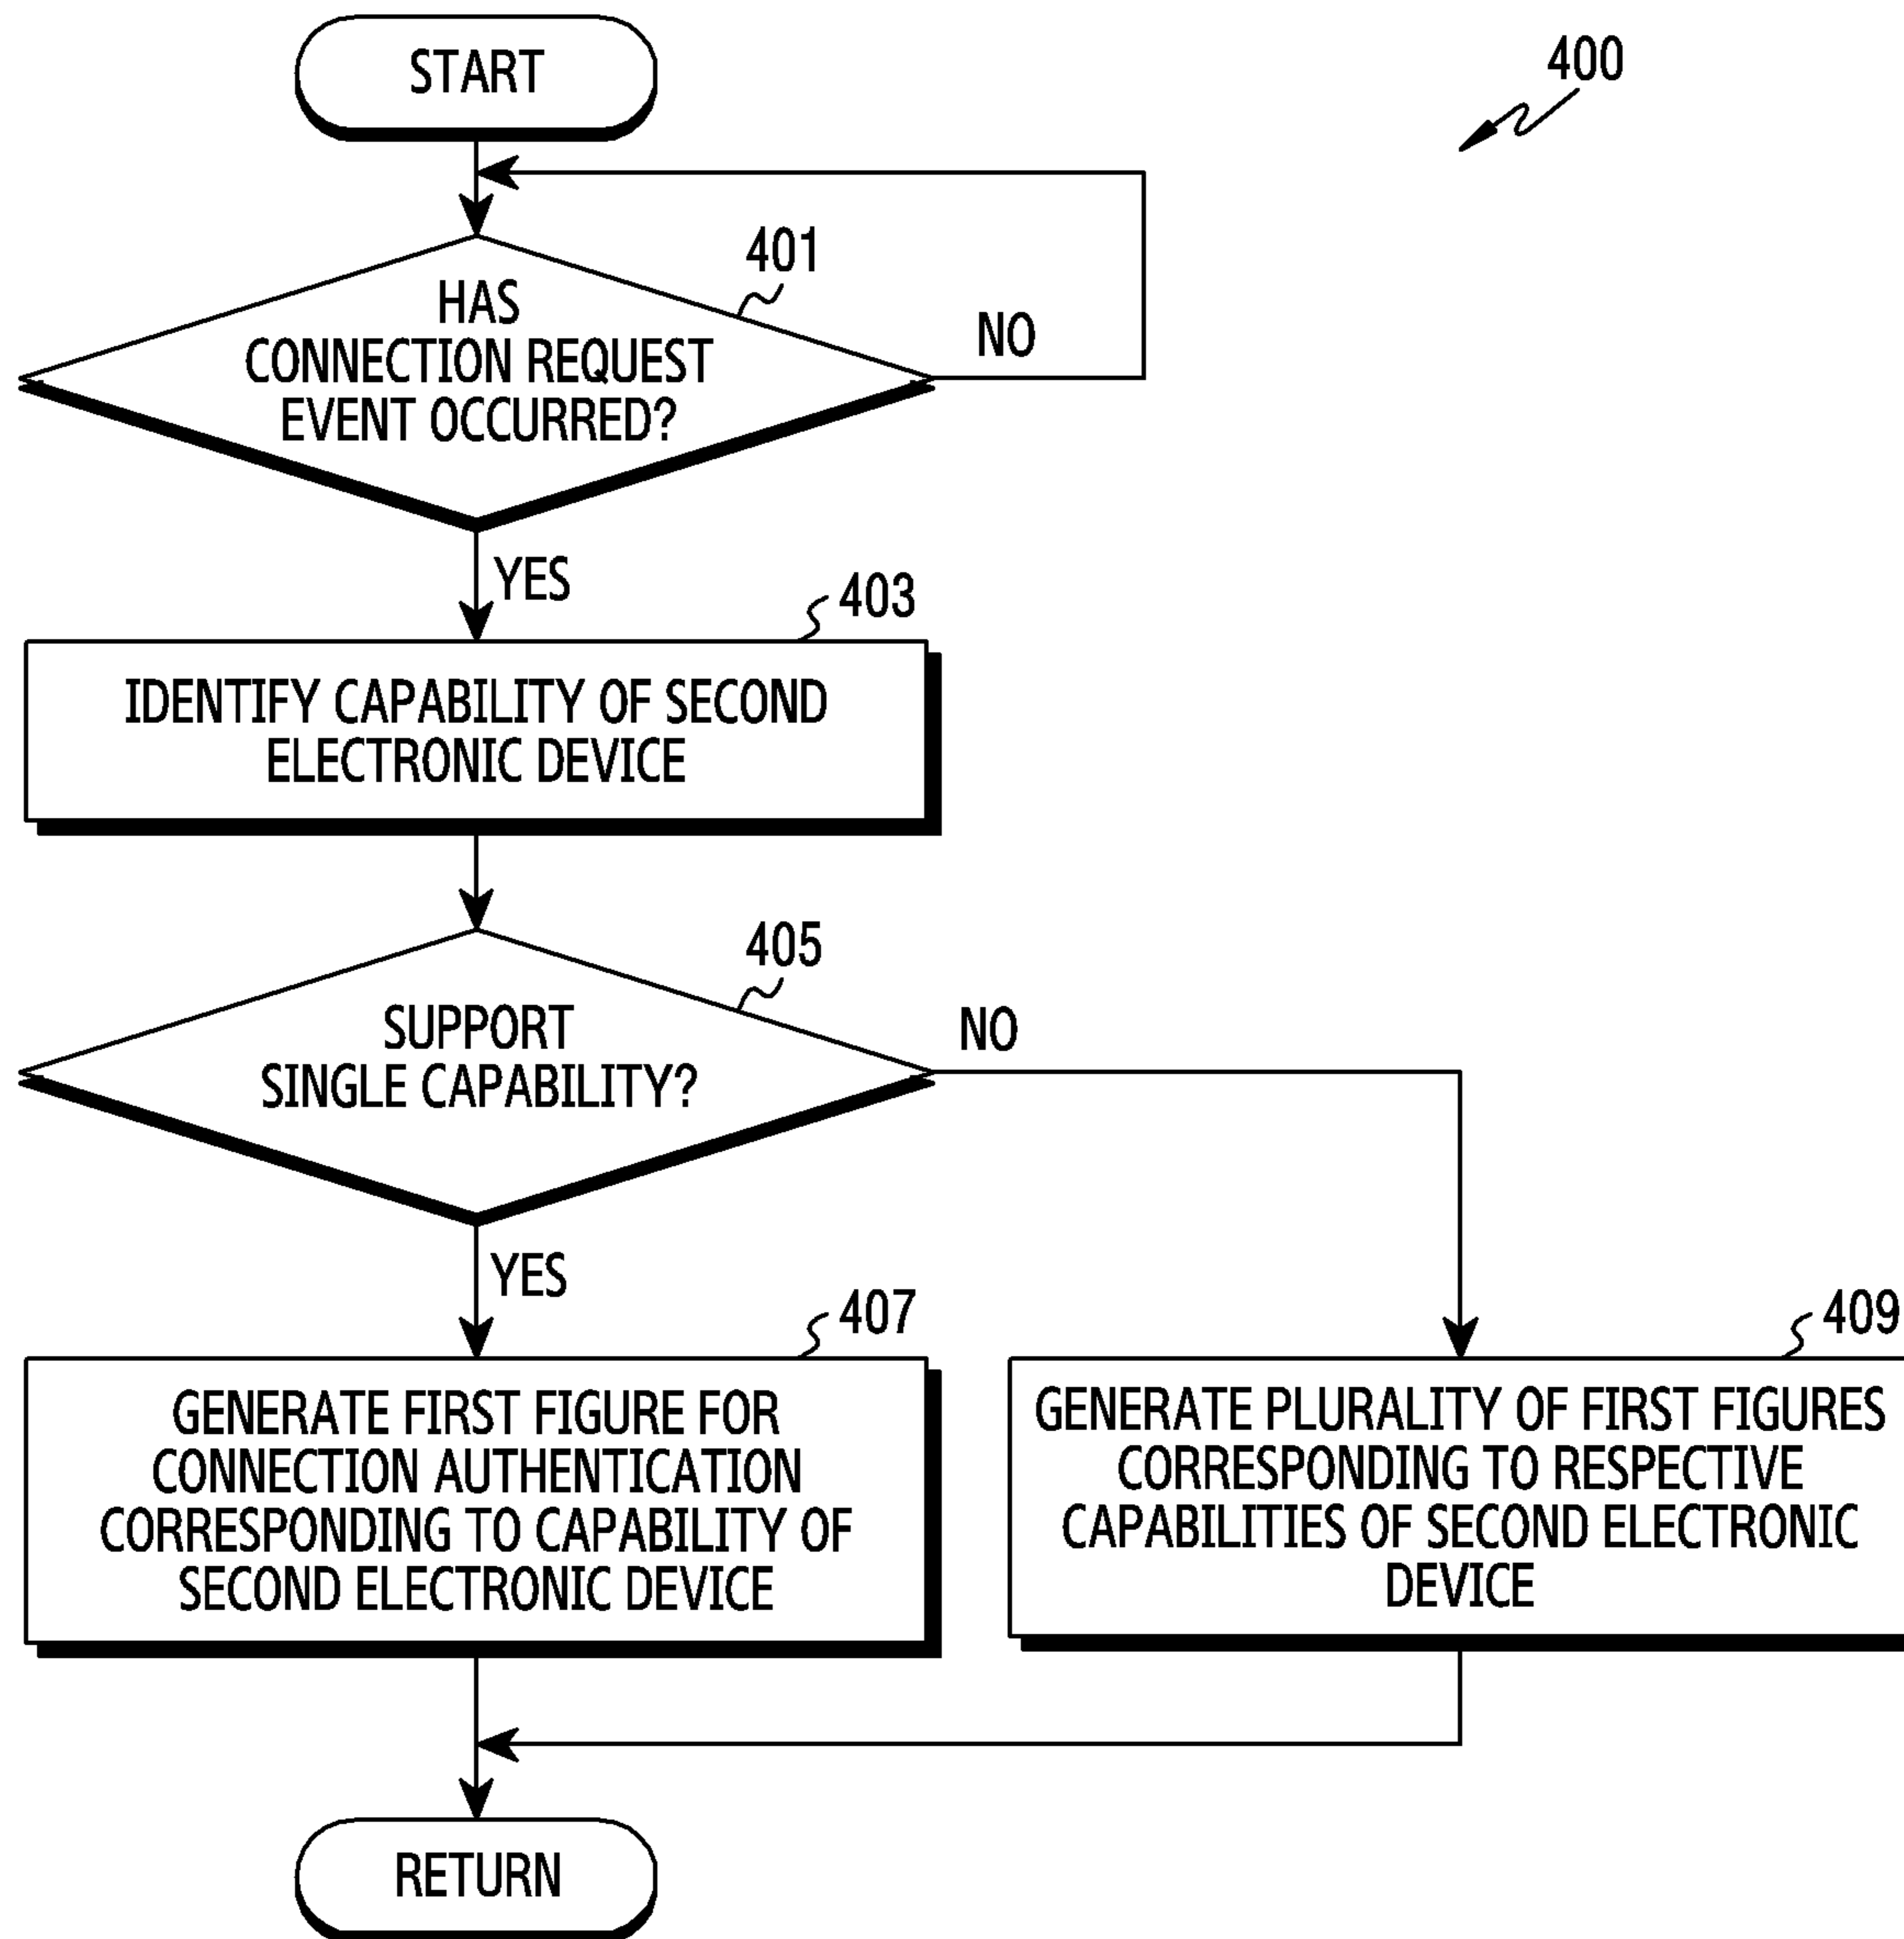 START
400
401
HAS
CONNECTION REQUEST
EVENT OCCURRED?
NO
YES
403
IDENTIFY CAPABILITY OF SECOND
ELECTRONIC DEVICE
405
SUPPORT
SINGLE CAPABILITY?
NO
YES
407
GENERATE FIRST FIGURE FOR
CONNECTION AUTHENTICATION
CORRESPONDING TO CAPABILITY OF
SECOND ELECTRONIC DEVICE
409
GENERATE PLURALITY OF FIRST FIGURES
CORRESPONDING TO RESPECTIVE
CAPABILITIES OF SECOND ELECTRONIC
DEVICE
RETURN